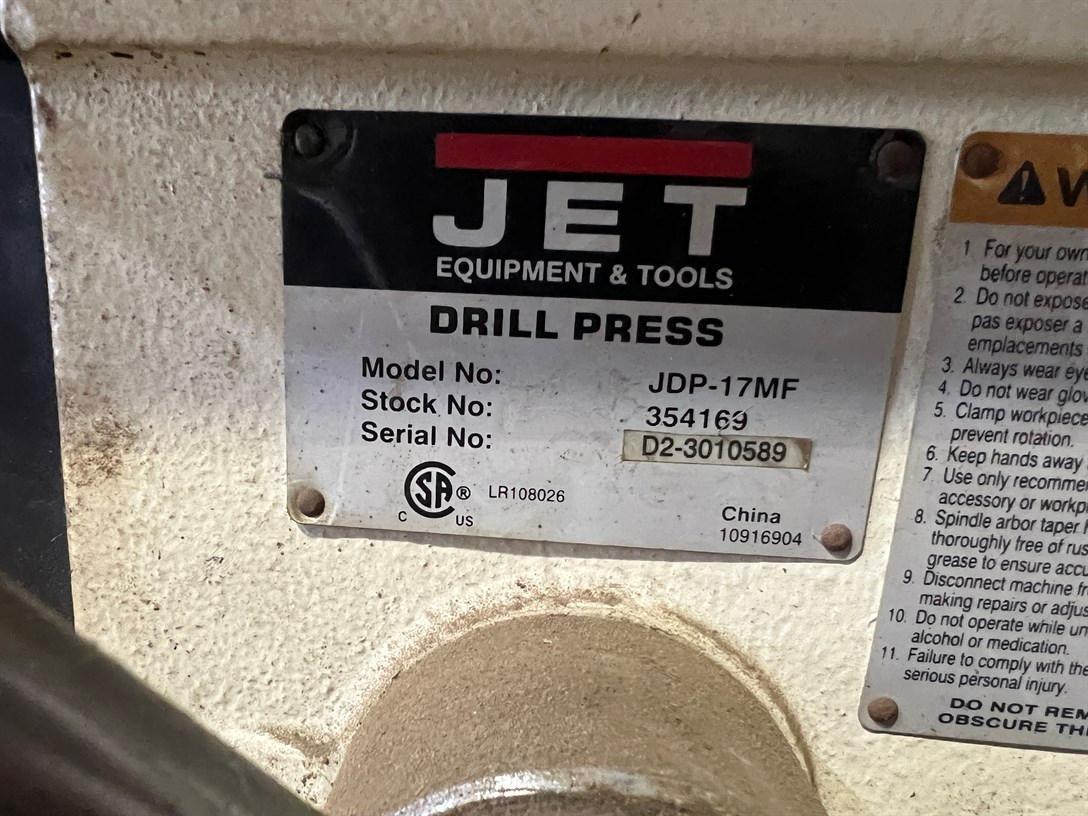 JET
EQUIPMENT & TOOLS
DRILL PRESS
Model No: JDP-17MF
Stock No: 354169
Serial No: D2-3010589
CSA ® LR108026
C US
China
10916904
1 For your own
before operat
2. Do not expose
pas exposer a
emplacements
3. Always wear eye
4. Do not wear glov
5. Clamp workpiece
prevent rotation.
6. Keep hands away
7. Use only recomme
accessory or workp
8. Spindle arbor taper
thoroughly free of rus
grease to ensure accu
9. Disconnect machine fr
making repairs or adjus
10. Do not operate while un
alcohol or medication.
11. Failure to comply with the
serious personal injury.
DO NOT REM
OBSCURE TH